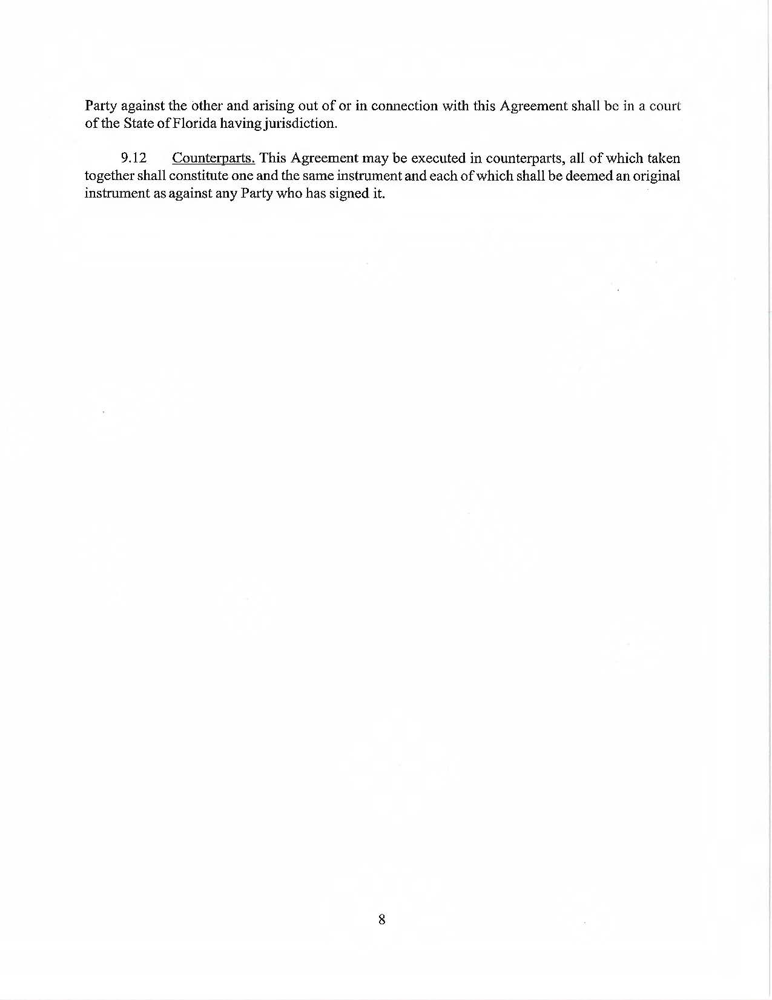 Party against the other and arising out of or in connection with this Agreement shall be in a court
of the State of Florida having jurisdiction.
9.12 Counterparts. This Agreement may be executed in counterparts, all of which taken
together shall constitute one and the same instrument and each of which shall be deemed an original
instrument as against any Party who has signed it.
8